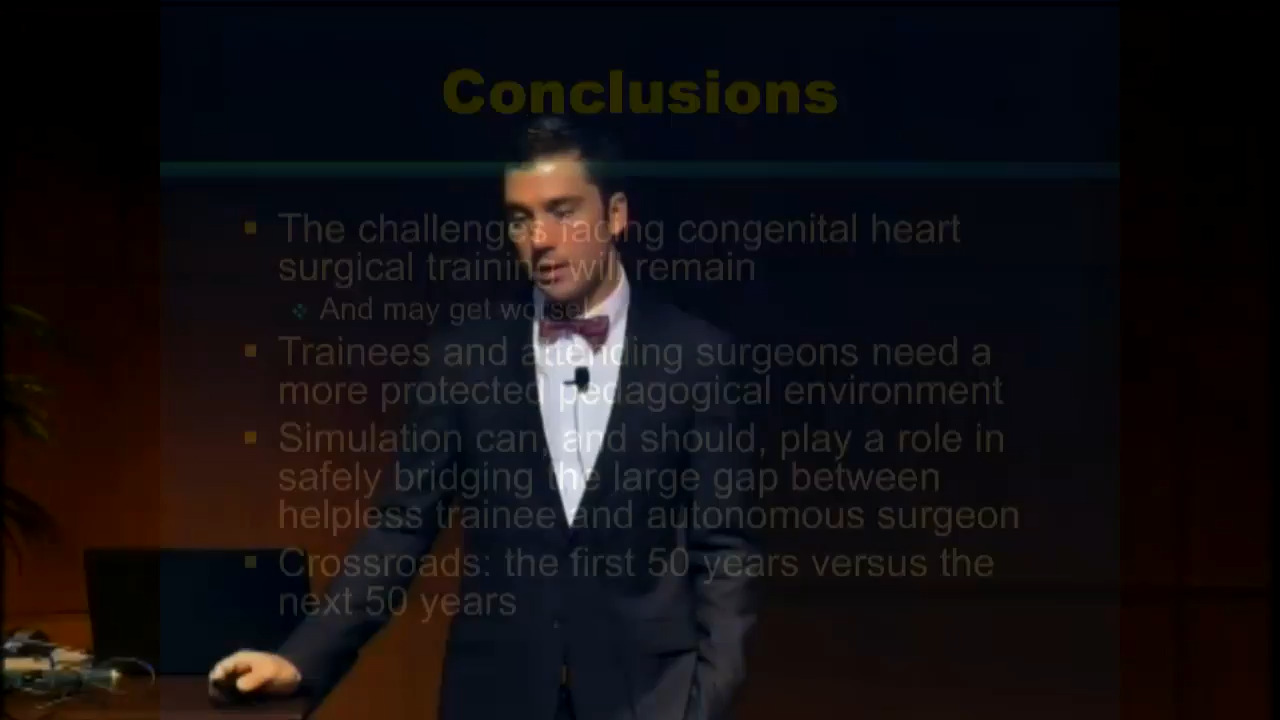 Conclusions
The challenges facing congenital heart
surgical training will remain
And may get worse!
Trainees and attending surgeons need a
more protected pedagogical environment
Simulation can, and should, play a role in
safely bridging the large gap between
helpless trainee and autonomous surgeon
Crossroads: the first 50 years versus the
next 50 years